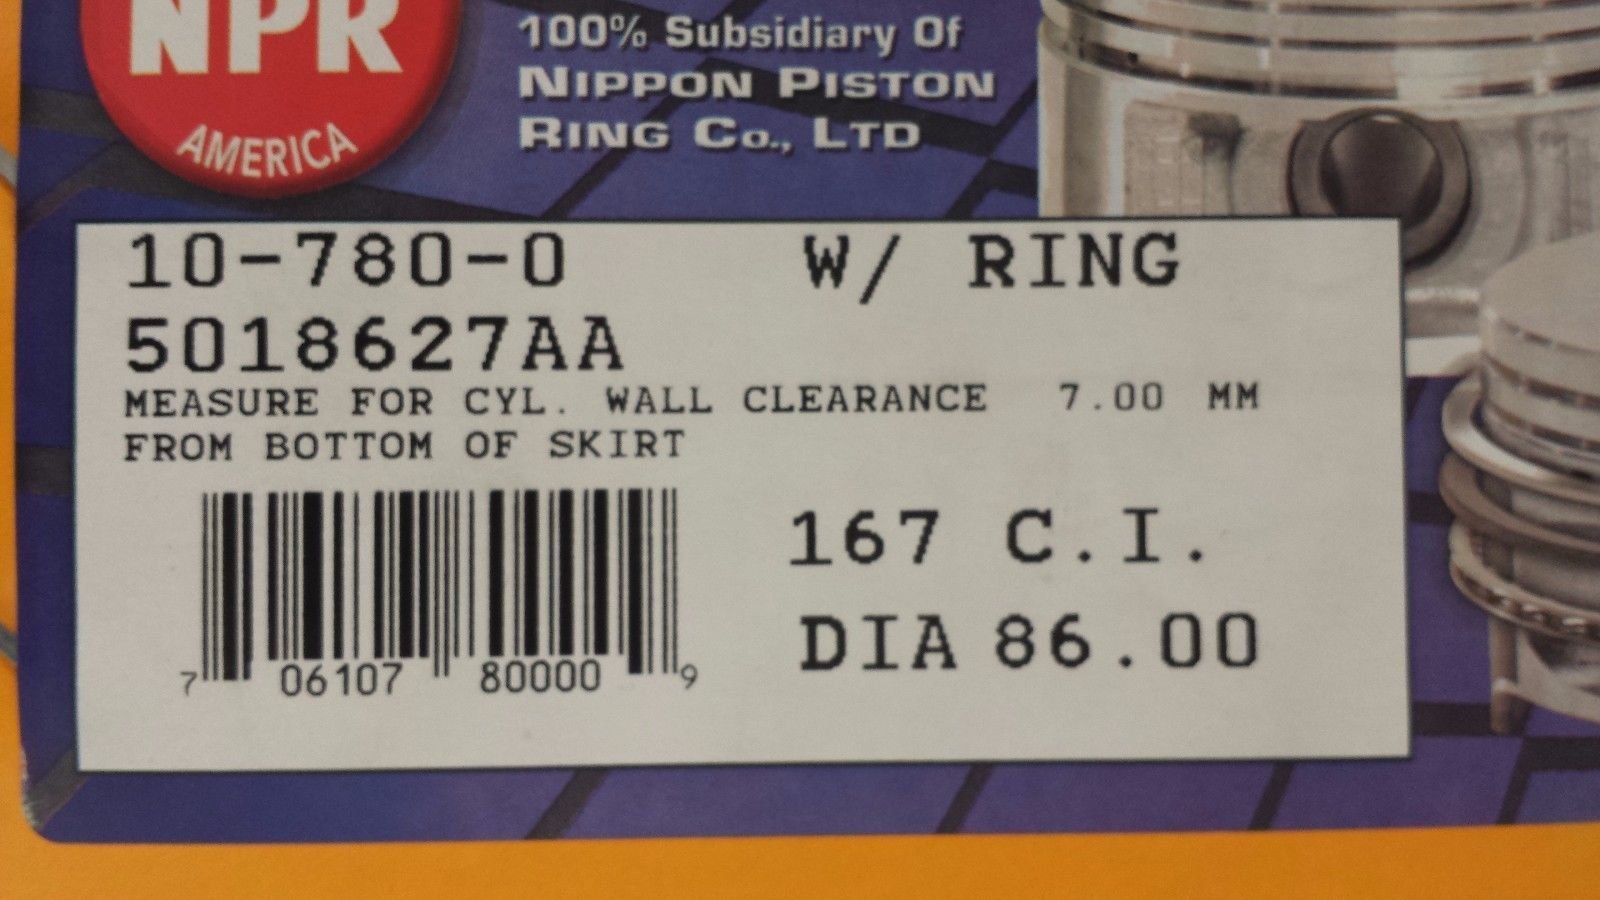 NPR
AMERICA
100% Subsidiary Of
NIPPON PISTON
RING CO., LTD
10-780-0 W/ RING
5018627AA
MEASURE FOR CYL. WALL CLEARANCE 7.00 MM
FROM BOTTOM OF SKIRT
167 C.I.
DIA 86.00
7 06107 80000 9